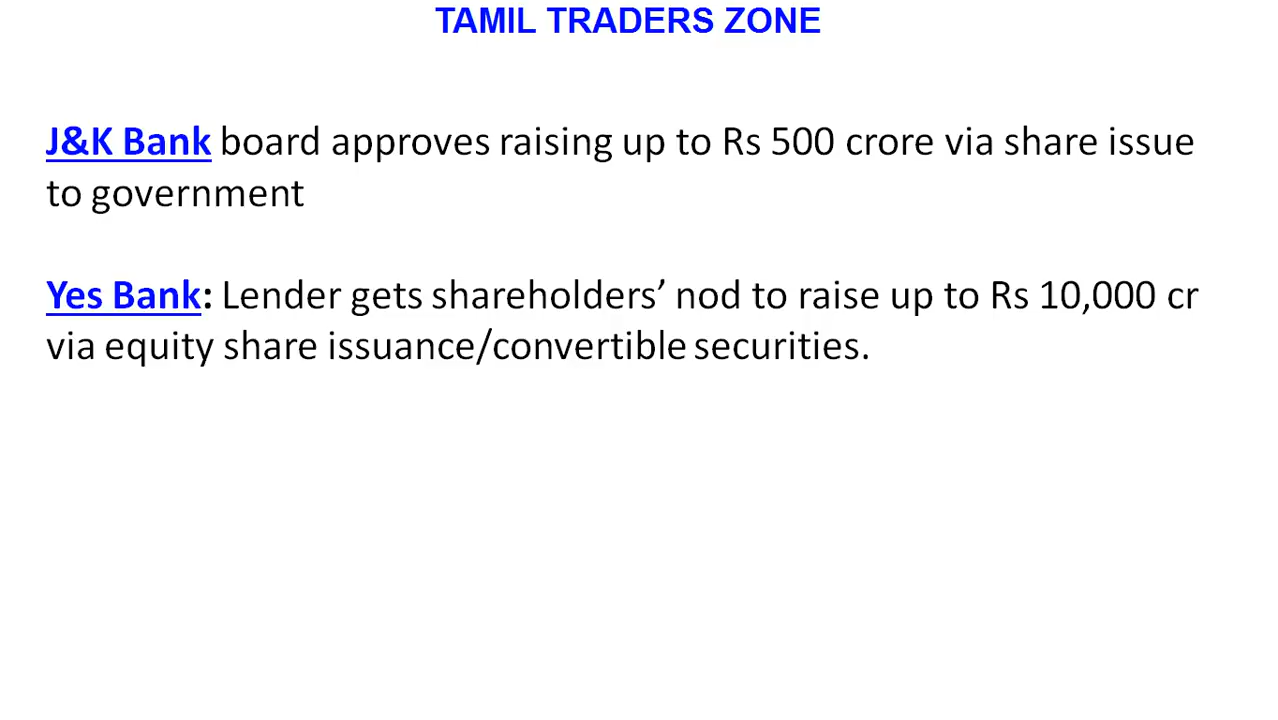 TAMIL TRADERS ZONE
J&K Bank board approves raising up to Rs 500 crore via share issue
to government
Yes Bank: Lender gets shareholders’ nod to raise up to Rs 10,000 cr
via equity share issuance/convertible securities.